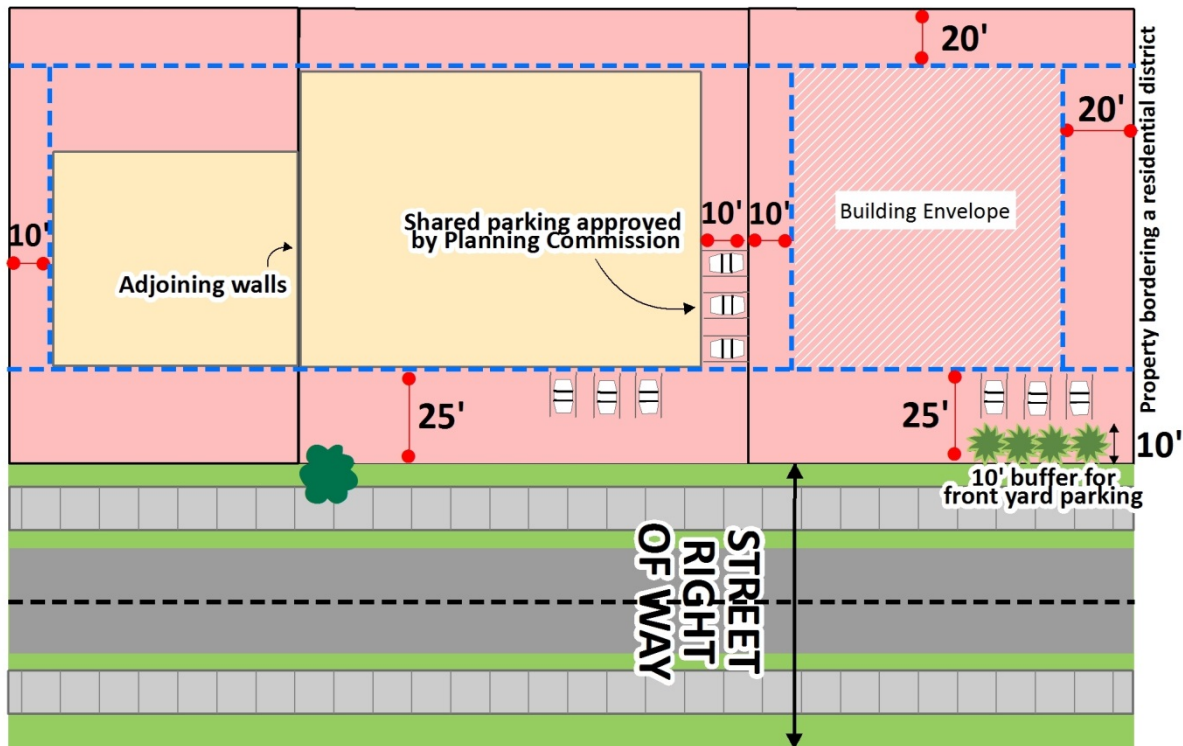 20'
20'
Property bordering a residential district
10'
Adjoining walls
Shared parking approved
by Planning Commission
10'
10'
Building Envelope
25'
25'
10'
10' buffer for
front yard parking
STREET
RIGHT
OF WAY